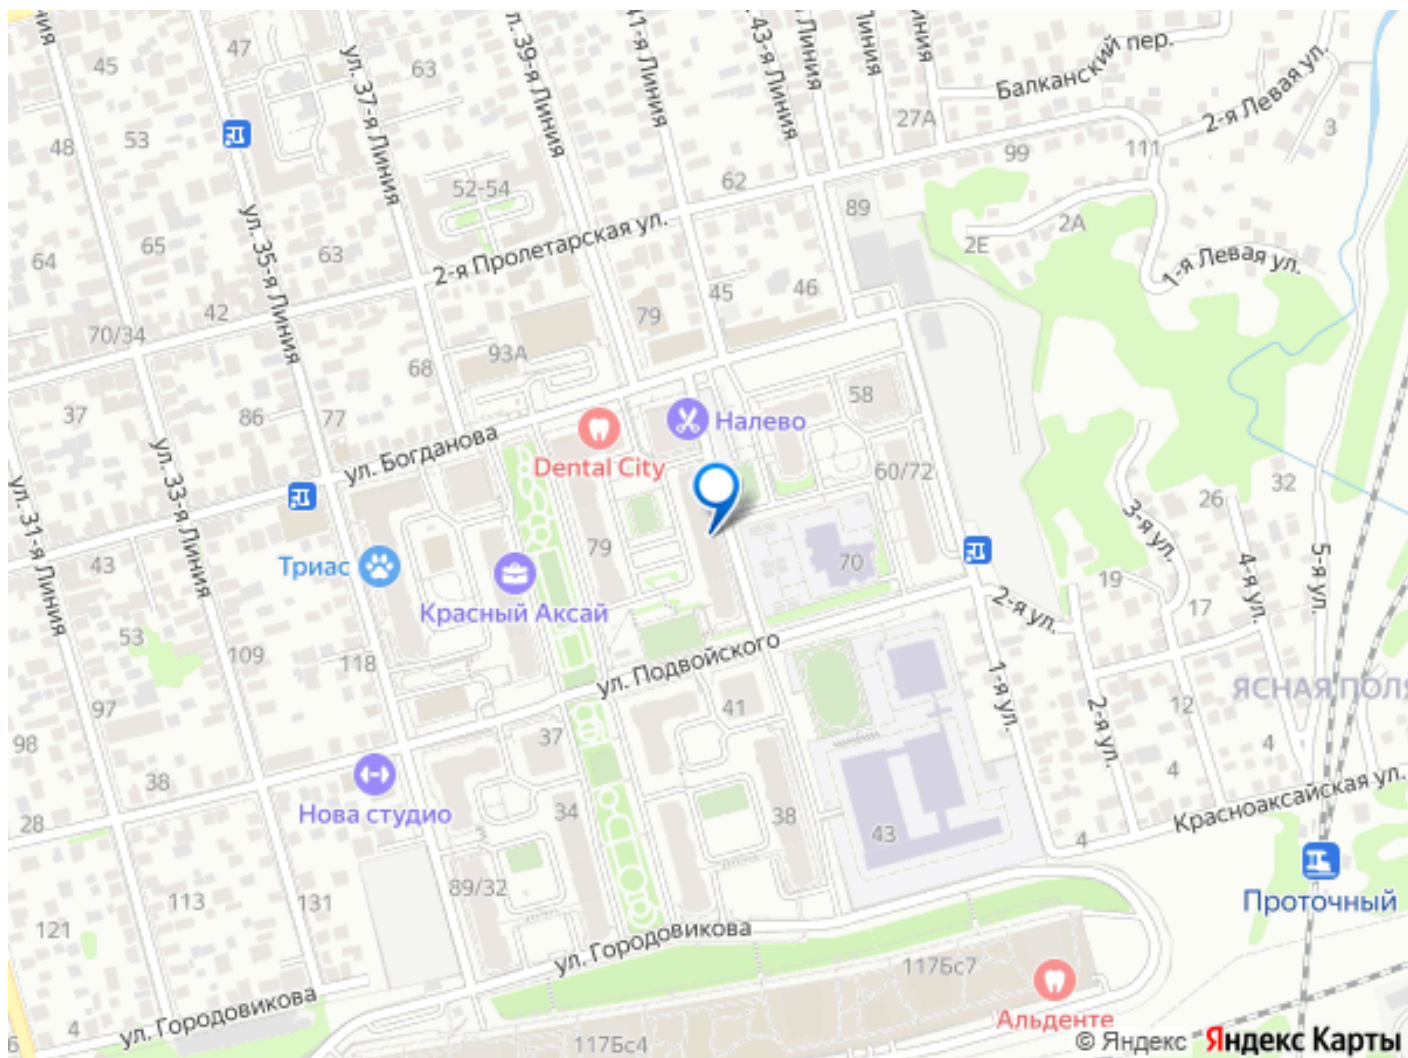 Балканский пер.
2-я Левая ул.
3
ул. 37-я Линия
ул. 39-я Линия
41-я Линия
43-я Линия
Линия
47
45
63
27А
48
53
99
111
52-54
62
89
2А
2Е
1-я Левая ул.
65
63
64
ул. 35-я Линия
2-я Пролетарская ул.
42
70/34
45
46
79
93А
68
58
37
86
77
ул. Богданова
Налево
Dental City
60/72
ул. 31-я Линия
ул. 33-я Линия
26
32
3-я ул.
4-я ул.
5-я ул.
43
Триас
79
70
Красный Аксай
19
17
2-я ул.
53
109
118
ул. Подвойского
1-я ул.
2-я ул.
ЯСНАЯ ПОЛЯ
97
98
41
12
37
4
4
38
Нова студио
28
34
38
43
4
Красноаксайская ул.
Проточный
89/32
113
131
121
ул. Городовикова
117Бс7
Альденте
ул. Городовикова
4
6
117Бс4
© Яндекс Яндекс Карты